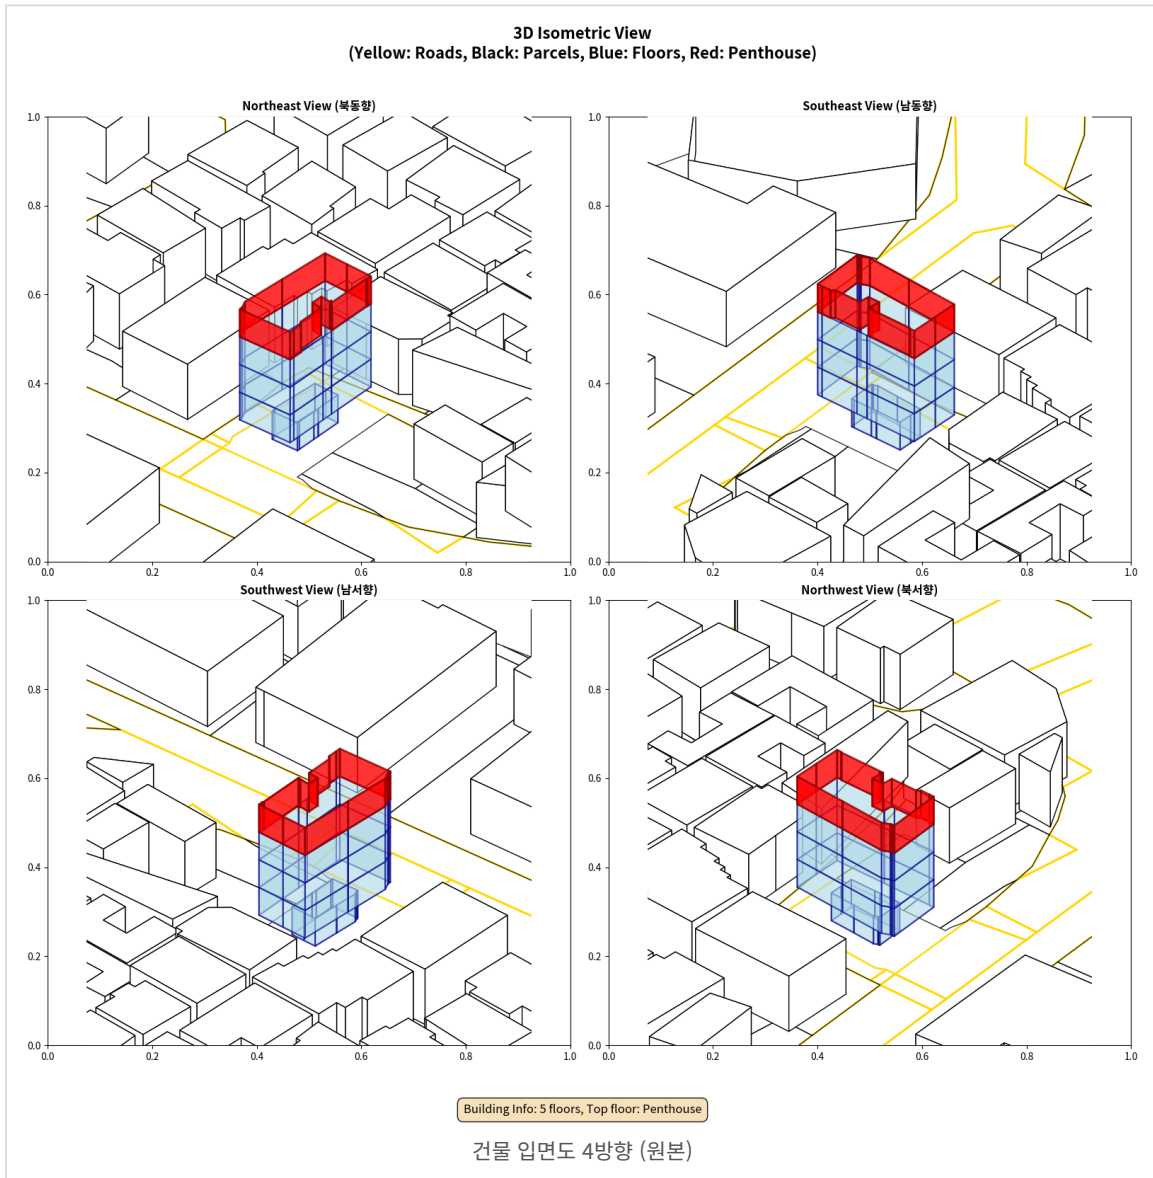 3D Isometric View
(Yellow: Roads, Black: Parcels, Blue: Floors, Red: Penthouse)
Northeast View (북동향)
1.0
0.8
0.6
0.4
0.2
0.0
0.0 0.2 0.4 0.6 0.8 1.0
Southeast View (남동향)
1.0
0.8
0.6
0.4
0.2
0.0
0.0 0.2 0.4 0.6 0.8 1.0
Southwest View (남서향)
1.0
0.8
0.6
0.4
0.2
0.0
0.0 0.2 0.4 0.6 0.8 1.0
Northwest View (북서향)
1.0
0.8
0.6
0.4
0.2
0.0
0.0 0.2 0.4 0.6 0.8 1.0
Building Info: 5 floors, Top floor: Penthouse
건물 입면도 4방향 (원본)